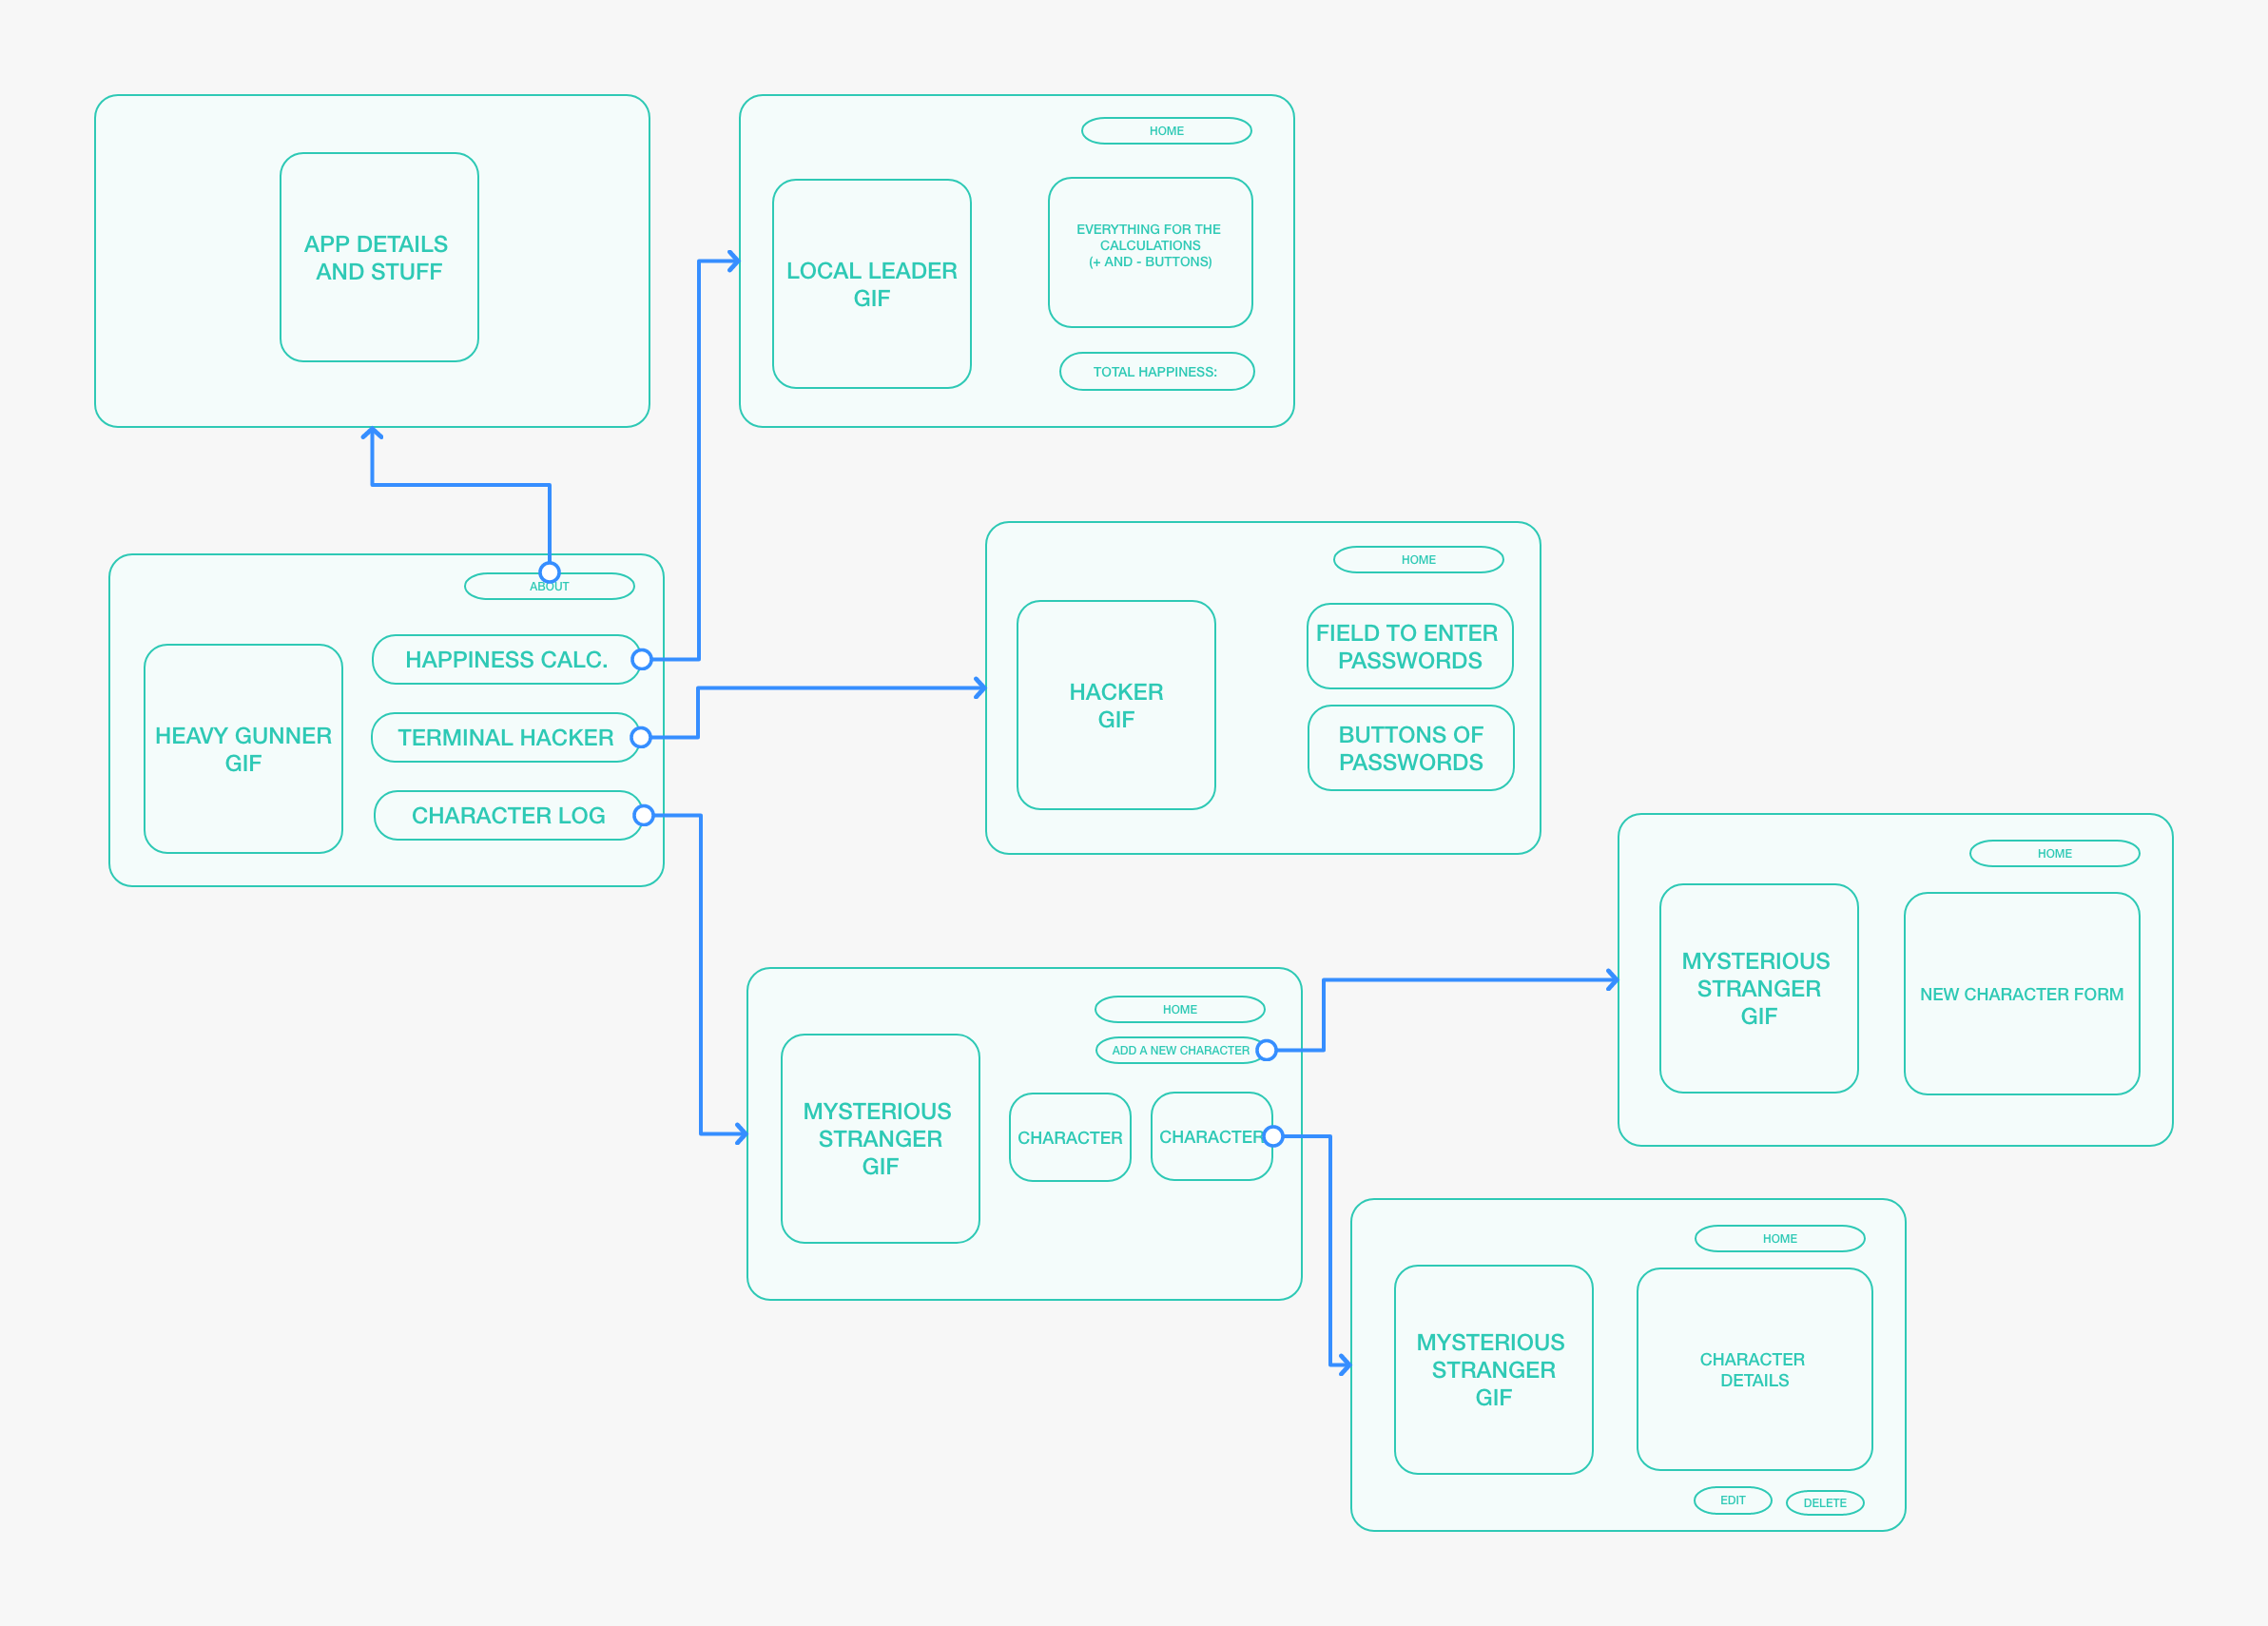 APP DETAILS
AND STUFF
HOME
LOCAL LEADER
GIF
EVERYTHING FOR THE
CALCULATIONS
(+ AND - BUTTONS)
TOTAL HAPPINESS:
ABOUT
HEAVY GUNNER
GIF
HAPPINESS CALC.
TERMINAL HACKER
CHARACTER LOG
HOME
HACKER
GIF
FIELD TO ENTER
PASSWORDS
BUTTONS OF
PASSWORDS
HOME
MYSTERIOUS
STRANGER
GIF
NEW CHARACTER FORM
HOME
ADD A NEW CHARACTER
MYSTERIOUS
STRANGER
GIF
CHARACTER
CHARACTER
HOME
MYSTERIOUS
STRANGER
GIF
CHARACTER
DETAILS
EDIT
DELETE